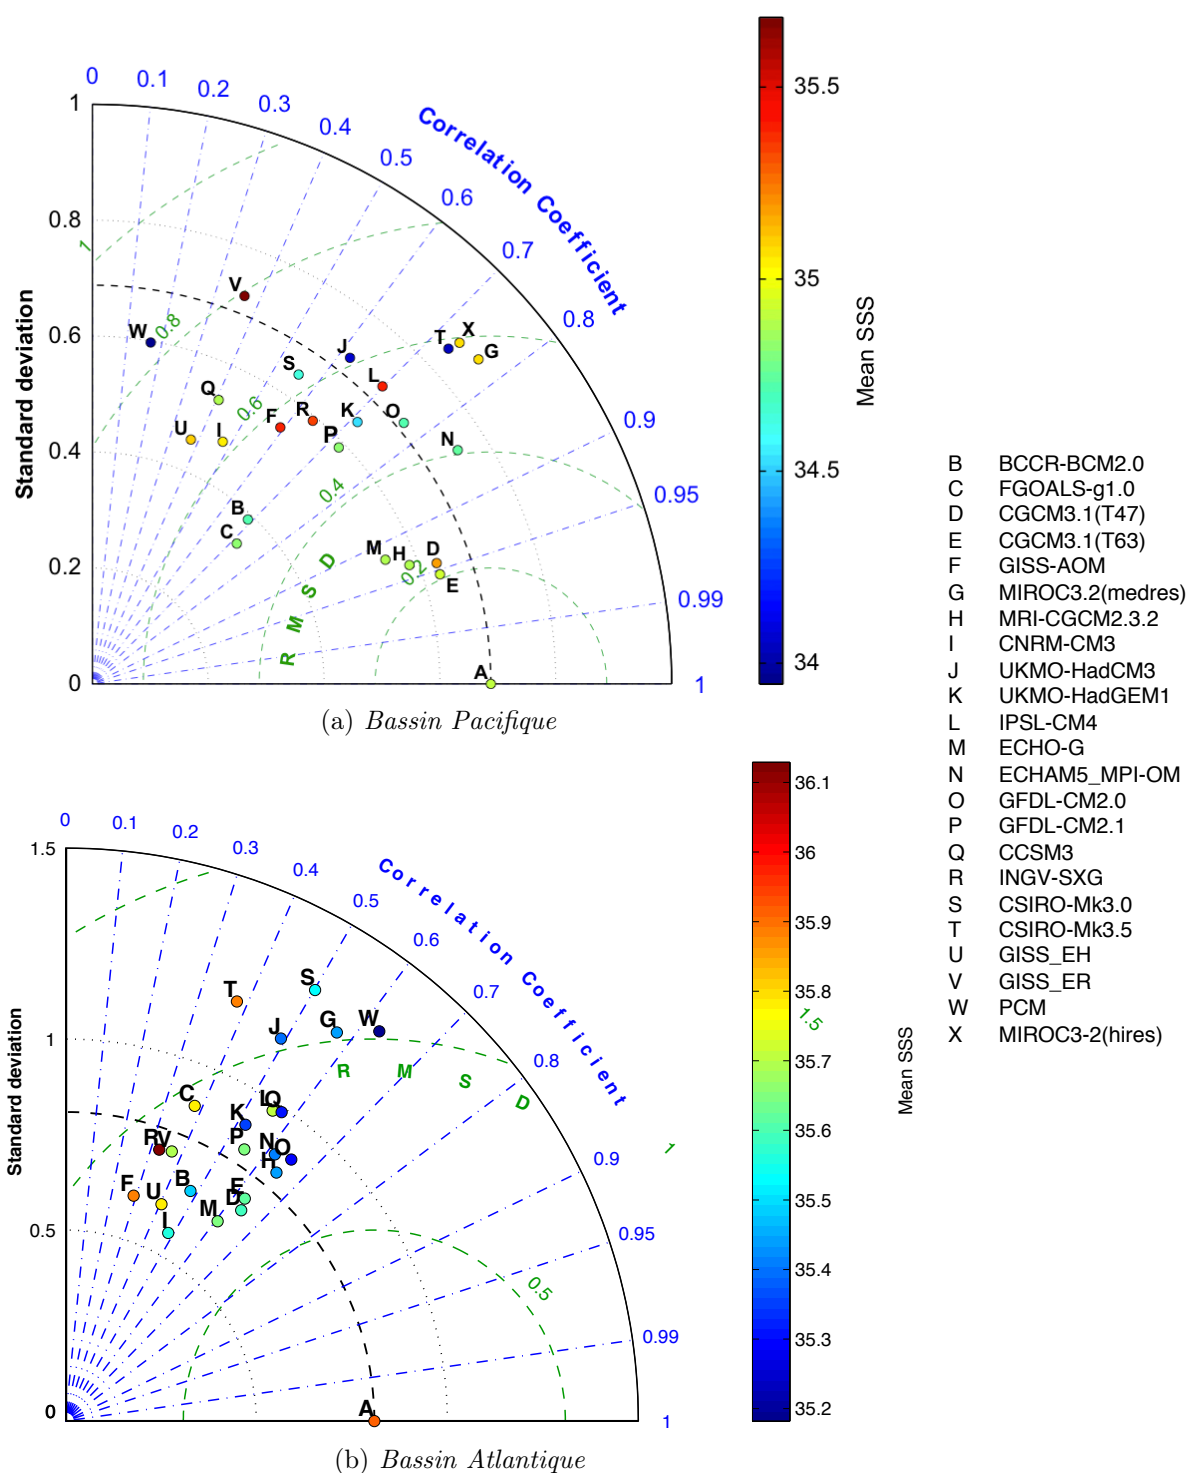 0
0.1
0.2
0.3
0.4
0.5
0.6
0.7
0.8
0.9
0.95
0.99
1
Correlation Coefficient
1
0.8
0.6
0.4
0.2
0
Standard deviation
1
0.8
0.6
0.4
0.2
R M S D
V
W
J
S
T
X
G
L
Q
F
R
K
O
U
I
P
N
B
C
M
H
D
E
A
35.5
35
34.5
34
Mean SSS
(a) Bassin Pacifique
B BCCR-BCM2.0
C FGOALS-g1.0
D CGCM3.1(T47)
E CGCM3.1(T63)
F GISS-AOM
G MIROC3.2(medres)
H MRI-CGCM2.3.2
I CNRM-CM3
J UKMO-HadCM3
K UKMO-HadGEM1
L IPSL-CM4
M ECHO-G
N ECHAM5_MPI-OM
O GFDL-CM2.0
P GFDL-CM2.1
Q CCSM3
R INGV-SXG
S CSIRO-Mk3.0
T CSIRO-Mk3.5
U GISS_EH
V GISS_ER
W PCM
X MIROC3-2(hires)
0
0.1
0.2
0.3
0.4
0.5
0.6
0.7
0.8
0.9
0.95
0.99
1
Correlation Coefficient
1.5
1
0.5
0
Standard deviation
1.5
1
0.5
R M S D
T
S
J
G
W
C
L
Q
K
R
V
P
N
O
H
F
U
B
E
D
M
I
A
36.1
36
35.9
35.8
35.7
35.6
35.5
35.4
35.3
35.2
Mean SSS
(b) Bassin Atlantique